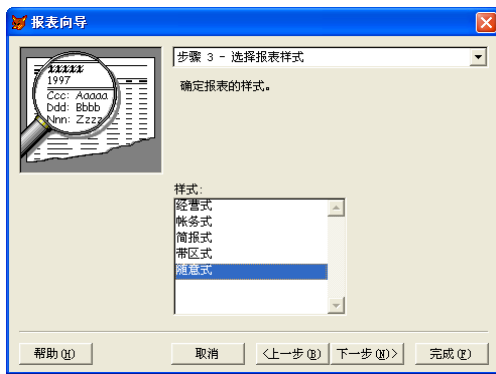 报表向导
步骤 3 - 选择报表样式
确定报表的样式。
XXXXX
1997
Ccc: Aaaaa
Ddd: Bbbb
Nnn: Zzzz
样式:
经营式
帐务式
简报式
带区式
随意式
帮助(H)
取消
<上一步(B)
下一步(N)>
完成(F)